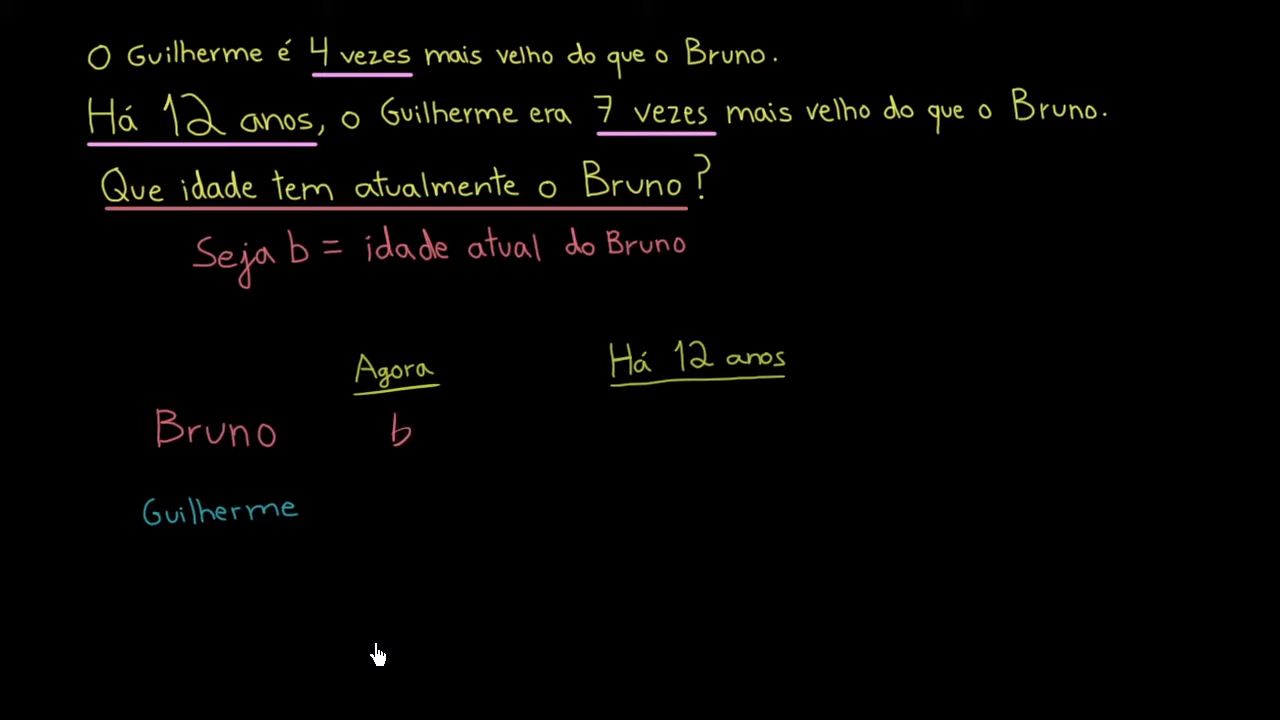 O Guilherme é 4 vezes mais velho do que o Bruno.
Há 12 anos, o Guilherme era 7 vezes mais velho do que o Bruno.
Que idade tem atualmente o Bruno?
Seja b = idade atual do Bruno
Agora Há 12 anos
Bruno b
Guilherme